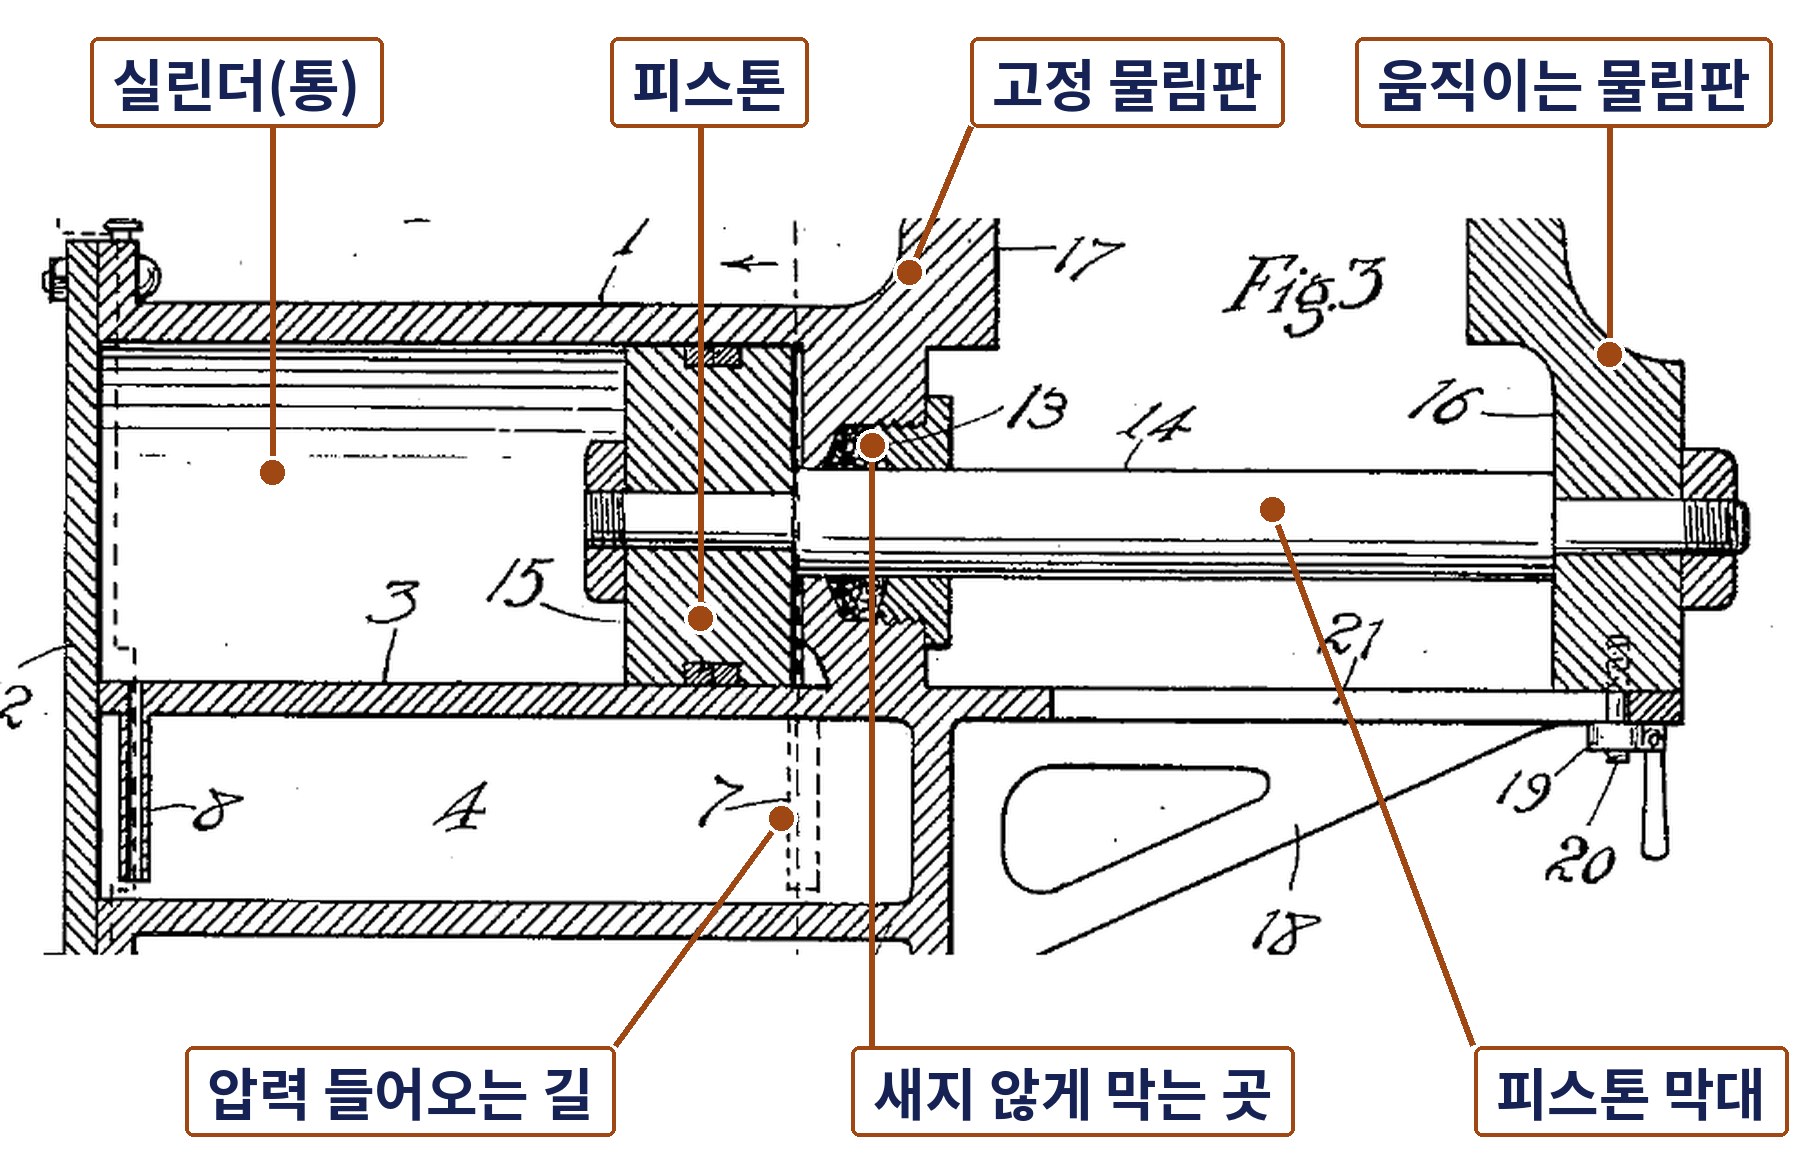 실린더(통)
피스톤
고정 물림판
움직이는 물림판
1
17
Fig.3
13
14
16
15
3
21
2
8
4
7
19
20
18
압력 들어오는 길
새지 않게 막는 곳
피스톤 막대